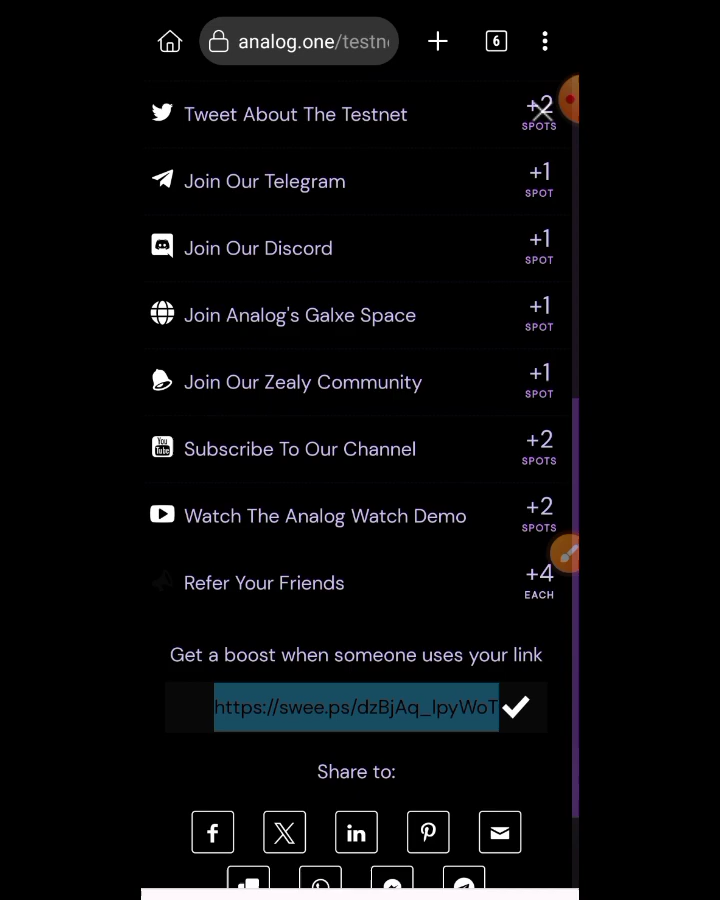 analog.one/testn
6
Tweet About The Testnet
+2
SPOTS
Join Our Telegram
+1
SPOT
Join Our Discord
+1
SPOT
Join Analog's Galxe Space
+1
SPOT
Join Our Zealy Community
+1
SPOT
You
Tube
Subscribe To Our Channel
+2
SPOTS
Watch The Analog Watch Demo
+2
SPOTS
Refer Your Friends
+4
EACH
Get a boost when someone uses your link
https://swee.ps/dzBjAq_lpyWoT
Share to: